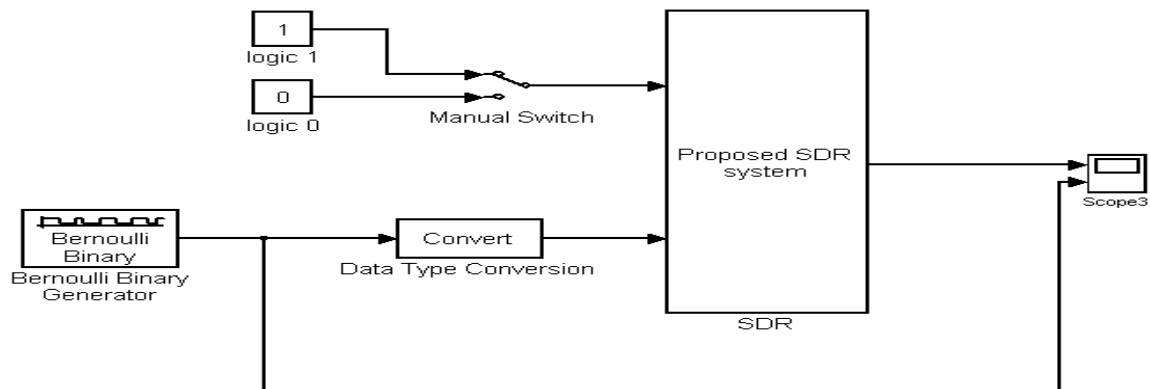 1
logic 1
0
logic 0
Manual Switch
Proposed SDR
system
SDR
Scope3
Bernoulli
Binary
Bernoulli Binary
Generator
Convert
Data Type Conversion